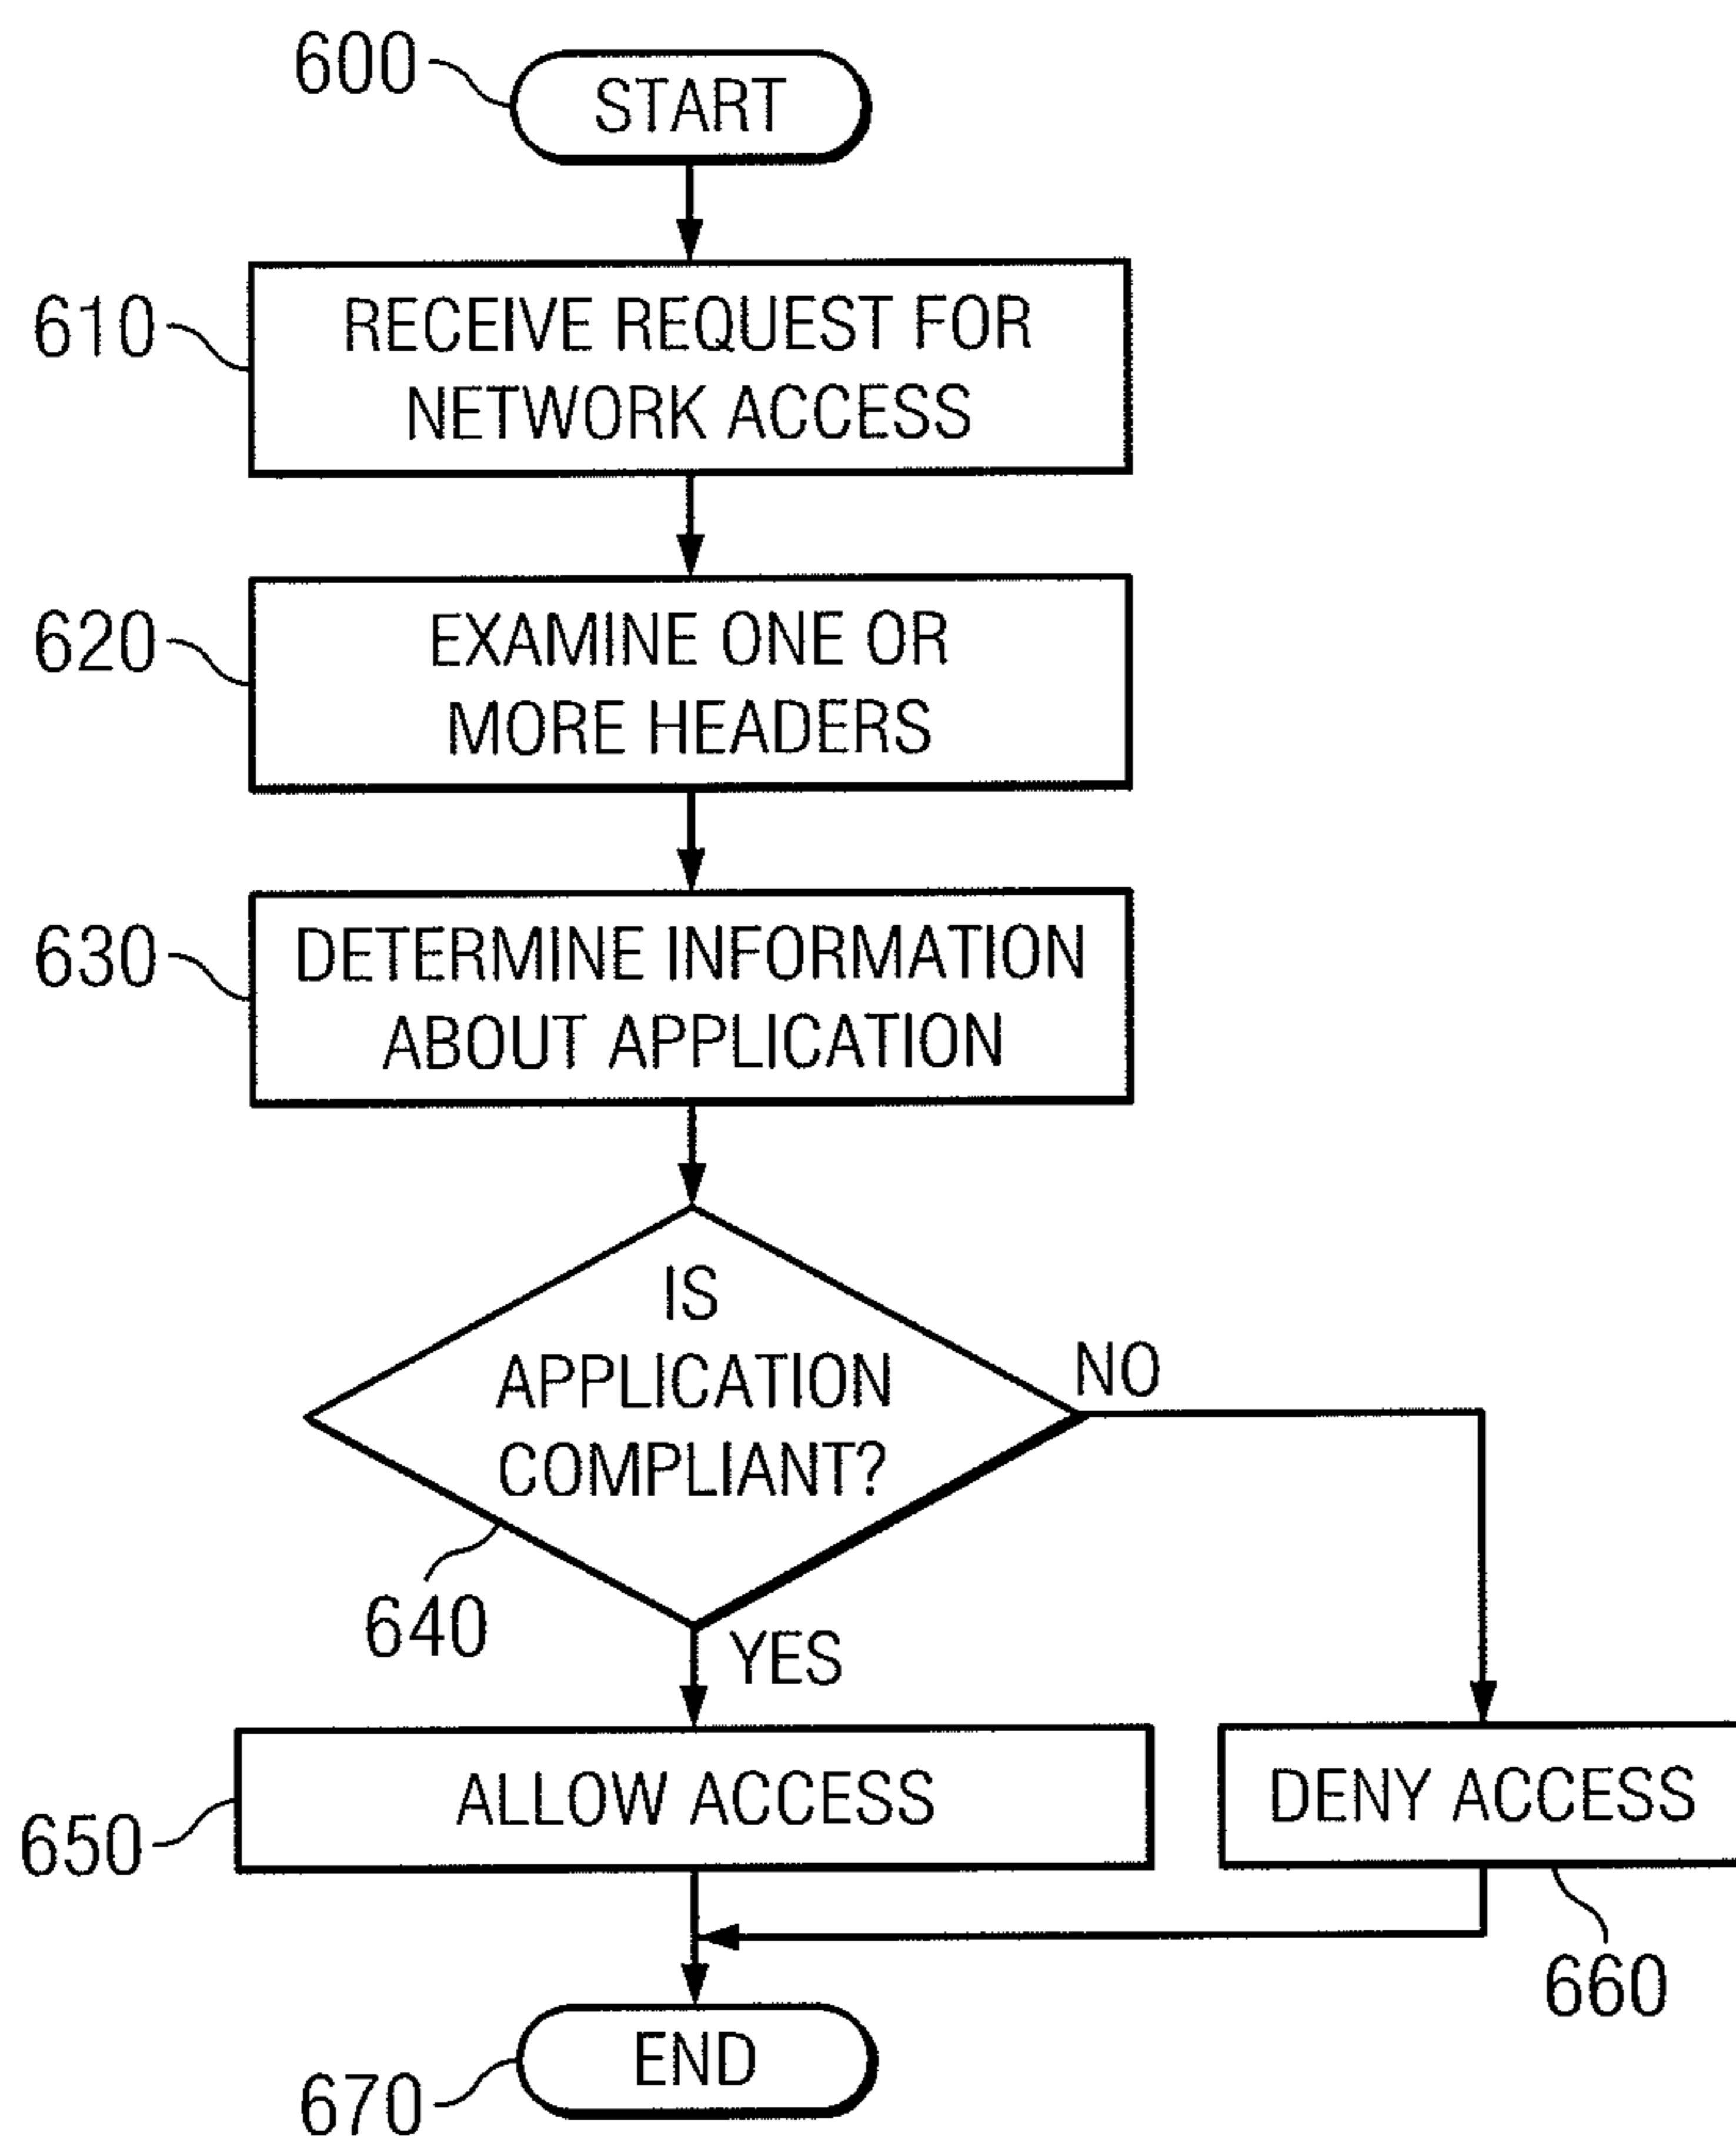 600
START
610
RECEIVE REQUEST FOR
NETWORK ACCESS
620
EXAMINE ONE OR
MORE HEADERS
630
DETERMINE INFORMATION
ABOUT APPLICATION
IS
APPLICATION
COMPLIANT?
NO
640
YES
650
ALLOW ACCESS
DENY ACCESS
660
670
END